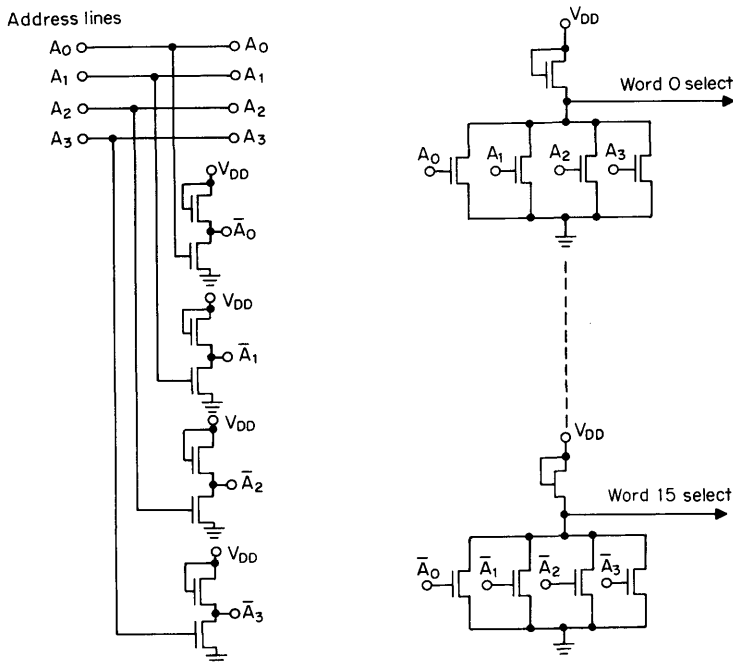 Address lines
A0 A0
A1 A1
A2 A2
A3 A3
VDD
Ā0
VDD
Ā1
VDD
Ā2
VDD
Ā3
VDD
Word 0 select
A0 A1 A2 A3
VDD
Word 15 select
Ā0 Ā1 Ā2 Ā3